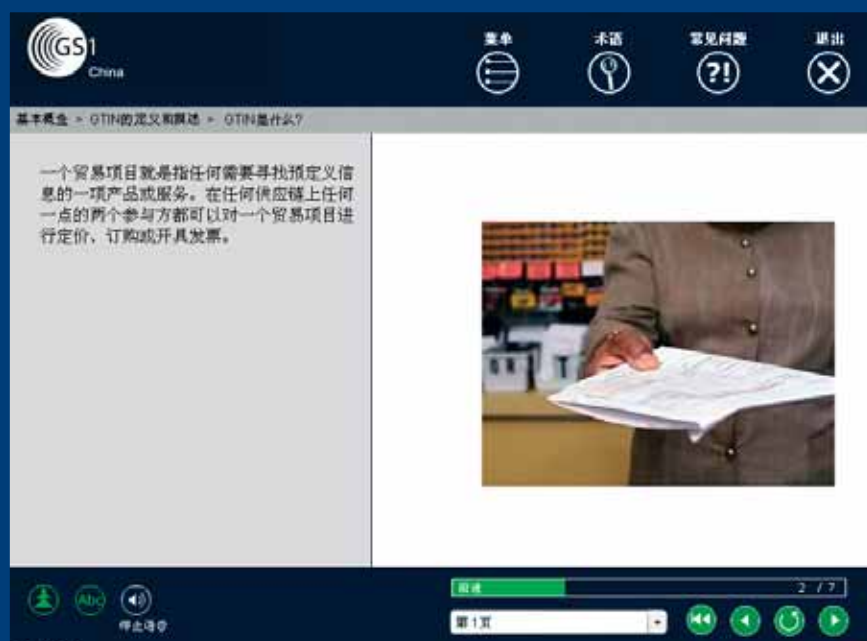 GS1
China
菜单
术语
常见问题
退出
?!
基本概念 > GTIN的定义和概述 > GTIN是什么?
一个贸易项目就是指任何需要寻找预定义信
息的一项产品或服务。在任何供应链上任何
一点的两个参与方都可以对一个贸易项目进
行定价、订购或开具发票。
Abc
停止语音
2 / 7
第1页